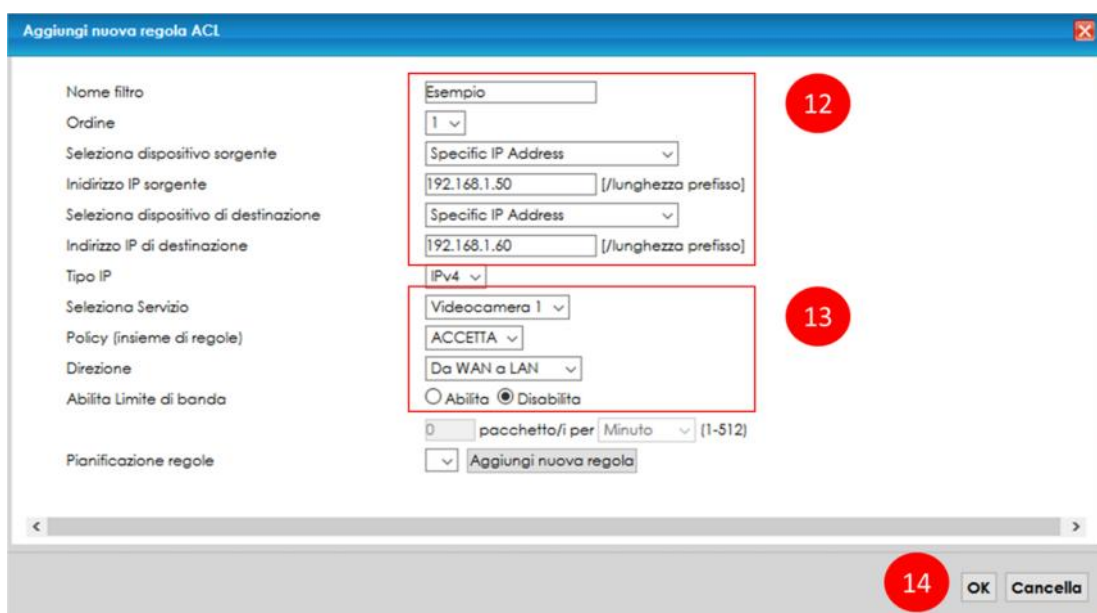 Aggiungi nuova regola ACL
Nome filtro Esempio
12
Ordine 1
Seleziona dispositivo sorgente Specific IP Address
Inidirizzo IP sorgente 192.168.1.50 [/lunghezza prefisso]
Seleziona dispositivo di destinazione Specific IP Address
Indirizzo IP di destinazione 192.168.1.60 [/lunghezza prefisso]
Tipo IP IPv4
Seleziona Servizio Videocamera 1
13
Policy (insieme di regole) ACCETTA
Direzione Da WAN a LAN
Abilita Limite di banda Abilita Disabilita
0 pacchetto/i per Minuto (1-512)
Pianificazione regole Aggiungi nuova regola
14 OK Cancella